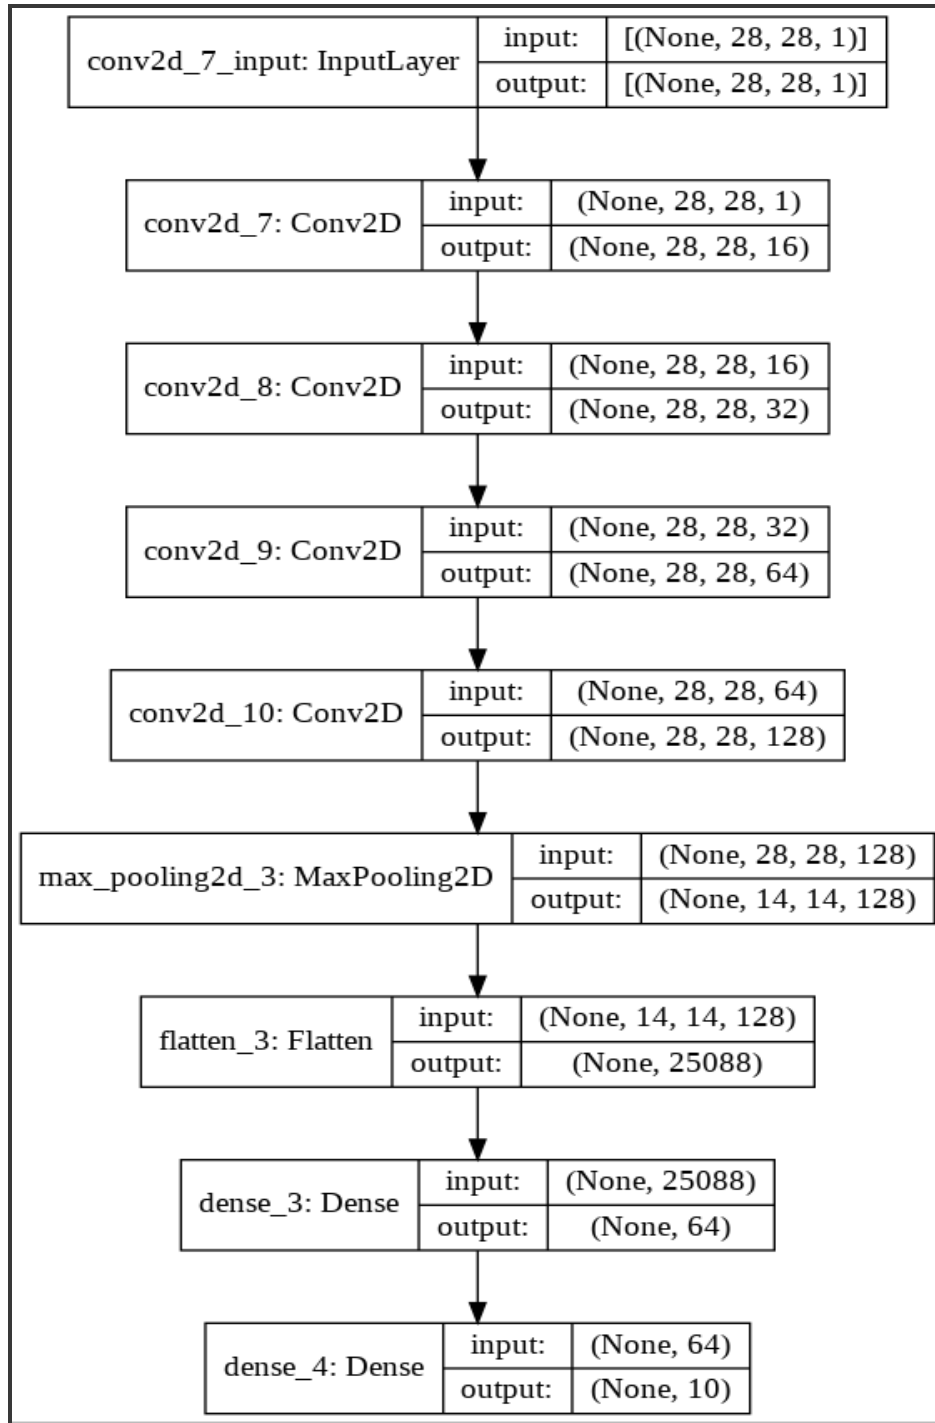 conv2d_7_input: InputLayer
input: [(None, 28, 28, 1)]
output: [(None, 28, 28, 1)]
conv2d_7: Conv2D
input: (None, 28, 28, 1)
output: (None, 28, 28, 16)
conv2d_8: Conv2D
input: (None, 28, 28, 16)
output: (None, 28, 28, 32)
conv2d_9: Conv2D
input: (None, 28, 28, 32)
output: (None, 28, 28, 64)
conv2d_10: Conv2D
input: (None, 28, 28, 64)
output: (None, 28, 28, 128)
max_pooling2d_3: MaxPooling2D
input: (None, 28, 28, 128)
output: (None, 14, 14, 128)
flatten_3: Flatten
input: (None, 14, 14, 128)
output: (None, 25088)
dense_3: Dense
input: (None, 25088)
output: (None, 64)
dense_4: Dense
input: (None, 64)
output: (None, 10)